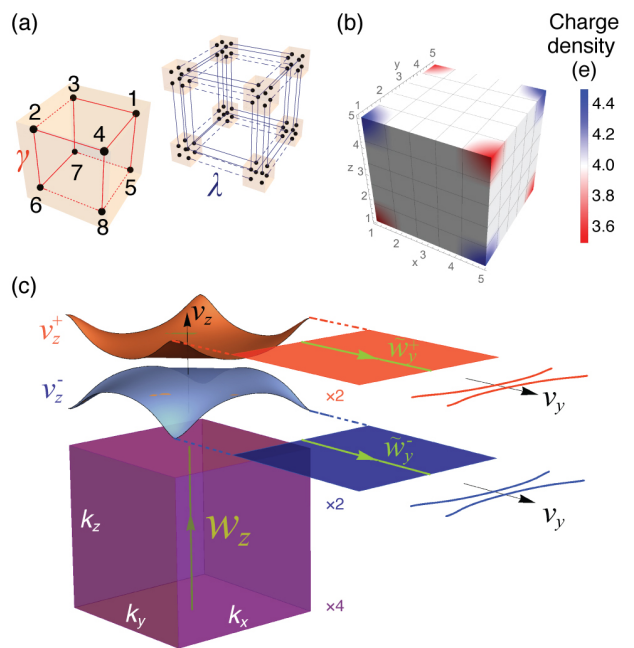 (a)
3
1
2
4
γ
7
5
6
8
λ
(b)
y
5
4
3
2
1
1
5
4
z
3
2
1
1
2
3
x
4
5
Charge
density
(e)
4.4
4.2
4.0
3.8
3.6
(c)
v_z^+
v_z
w_y^+
×2
v_y
v_z^-
w̃_y^-
×2
v_y
k_z
w_z
k_y
k_x
×4